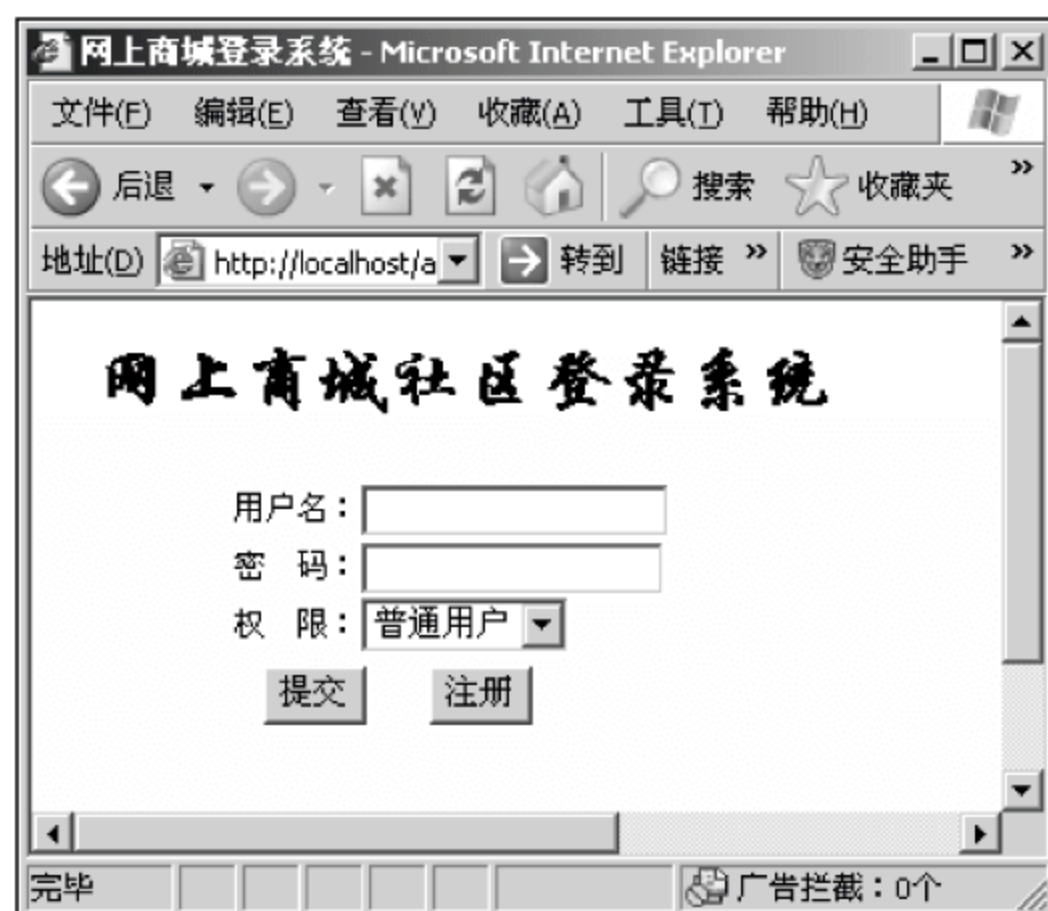 网上商城登录系统 - Microsoft Internet Explorer
文件(F) 编辑(E) 查看(V) 收藏(A) 工具(T) 帮助(H)
后退 搜索 收藏夹 »
地址(D) http://localhost/a 转到 链接 » 安全助手 »
网上商城社区登录系统
用户名：
密 码：
权 限： 普通用户
提交 注册
完毕 广告拦截：0个